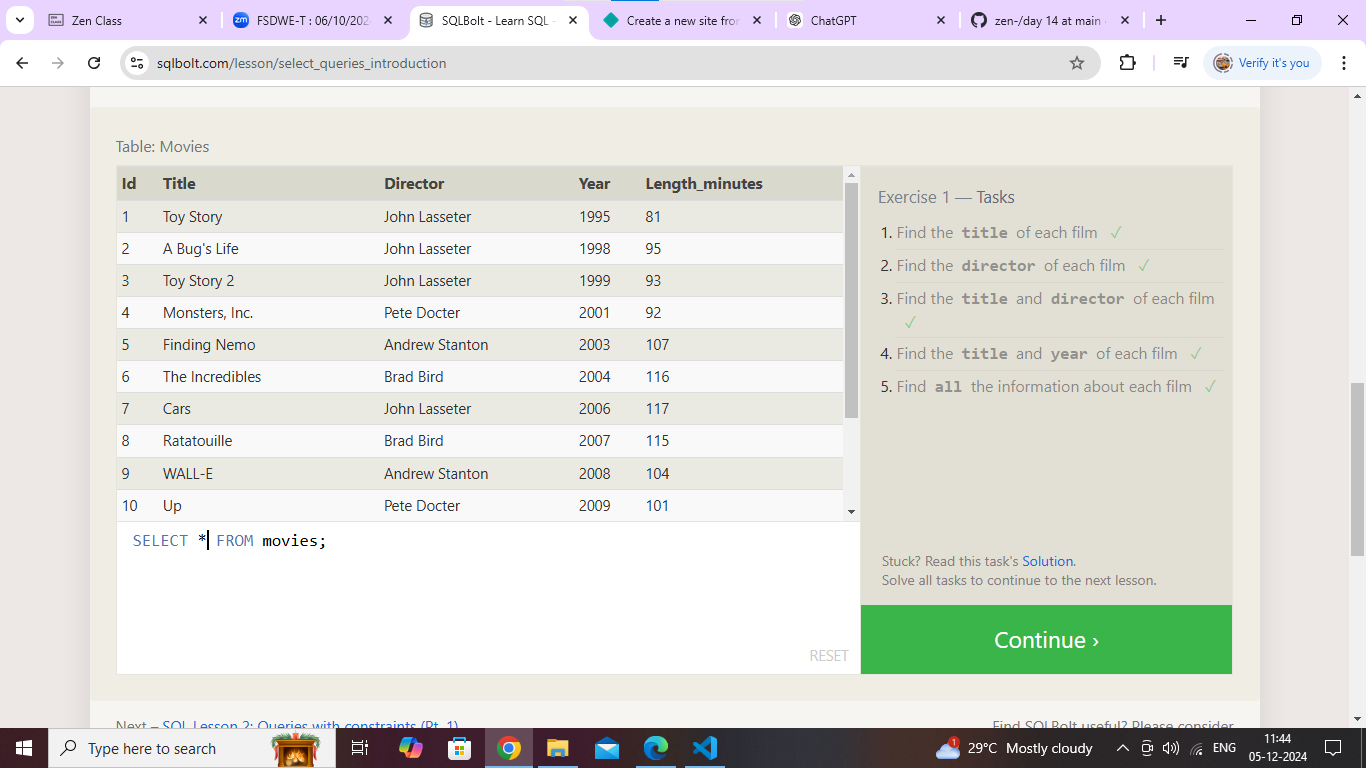 Zen Class
FSDWE-T : 06/10/202
SQLBolt - Learn SQL -
Create a new site from
ChatGPT
zen-/day 14 at main
sqlbolt.com/lesson/select_queries_introduction
Verify it's you
Table: Movies
Id Title Director Year Length_minutes
1 Toy Story John Lasseter 1995 81
2 A Bug's Life John Lasseter 1998 95
3 Toy Story 2 John Lasseter 1999 93
4 Monsters, Inc. Pete Docter 2001 92
5 Finding Nemo Andrew Stanton 2003 107
6 The Incredibles Brad Bird 2004 116
7 Cars John Lasseter 2006 117
8 Ratatouille Brad Bird 2007 115
9 WALL-E Andrew Stanton 2008 104
10 Up Pete Docter 2009 101
SELECT * FROM movies;
RESET
Exercise 1 — Tasks
1. Find the title of each film ✓
2. Find the director of each film ✓
3. Find the title and director of each film
✓
4. Find the title and year of each film ✓
5. Find all the information about each film ✓
Stuck? Read this task's Solution.
Solve all tasks to continue to the next lesson.
Continue ›
Next – SQL Lesson 2: Queries with constraints (Pt. 1)
Find SQLBolt useful? Please consider
Type here to search
1
29°C Mostly cloudy
ENG
11:44
05-12-2024